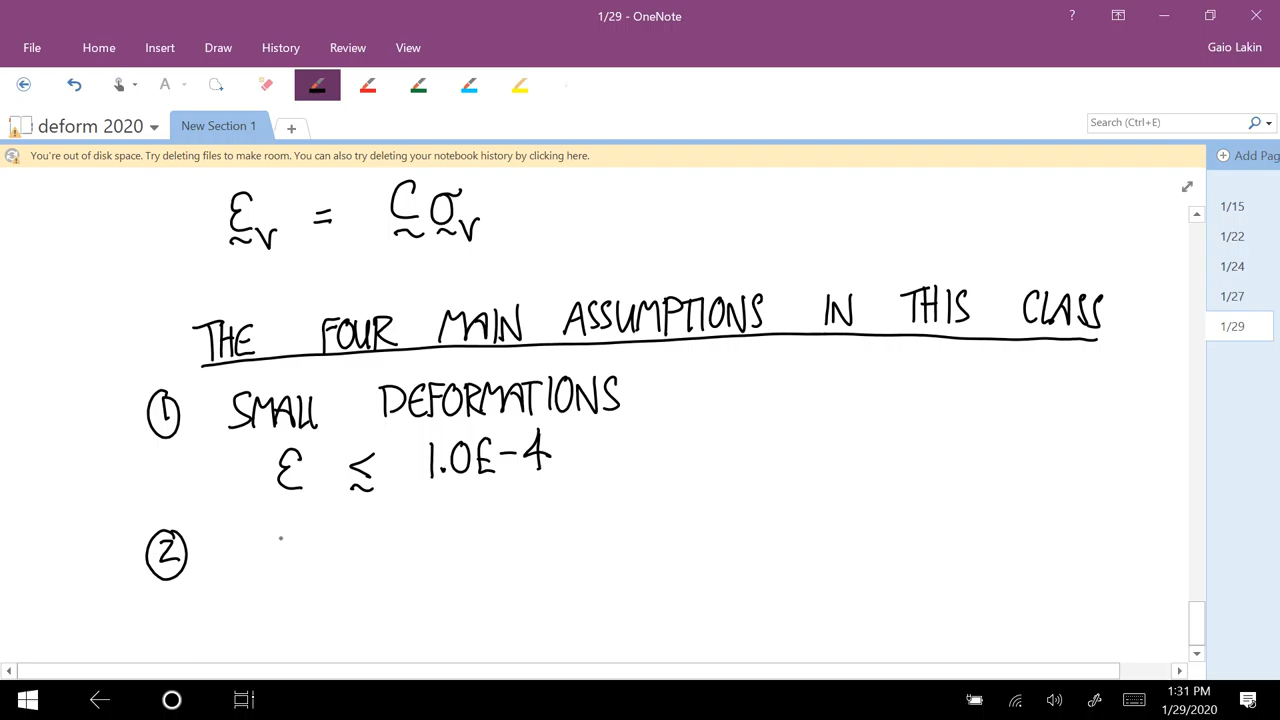 1/29 - OneNote
?
File Home Insert Draw History Review View
Gaio Lakin
A
deform 2020
New Section 1
Search (Ctrl+E)
You're out of disk space. Try deleting files to make room. You can also try deleting your notebook history by clicking here.
Add Pag
1/15
1/22
1/24
1/27
1/29
ε_v = C σ_v
THE FOUR MAIN ASSUMPTIONS IN THIS CLASS
① SMALL DEFORMATIONS
ε ≲ 1.0E-4
②
1:31 PM
1/29/2020